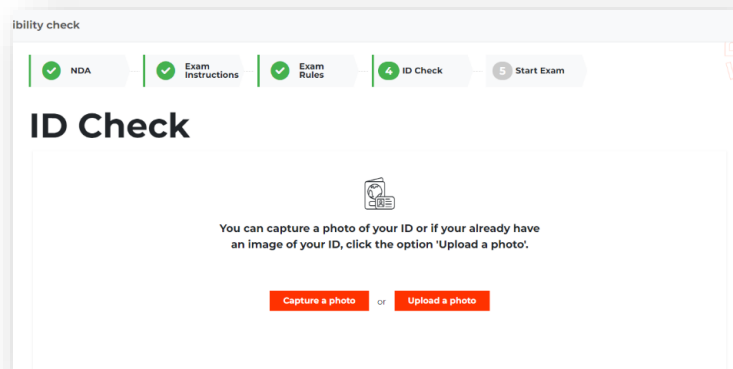 ibility check
NDA
Exam
Instructions
Exam
Rules
4 ID Check
5 Start Exam
ID Check
You can capture a photo of your ID or if your already have
an image of your ID, click the option 'Upload a photo'.
Capture a photo or Upload a photo